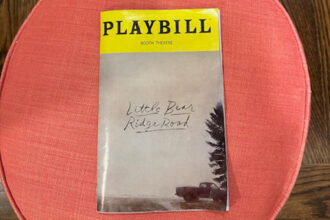 PLAYBILL
BOOTH THEATRE
Little Bear
Ridge Road